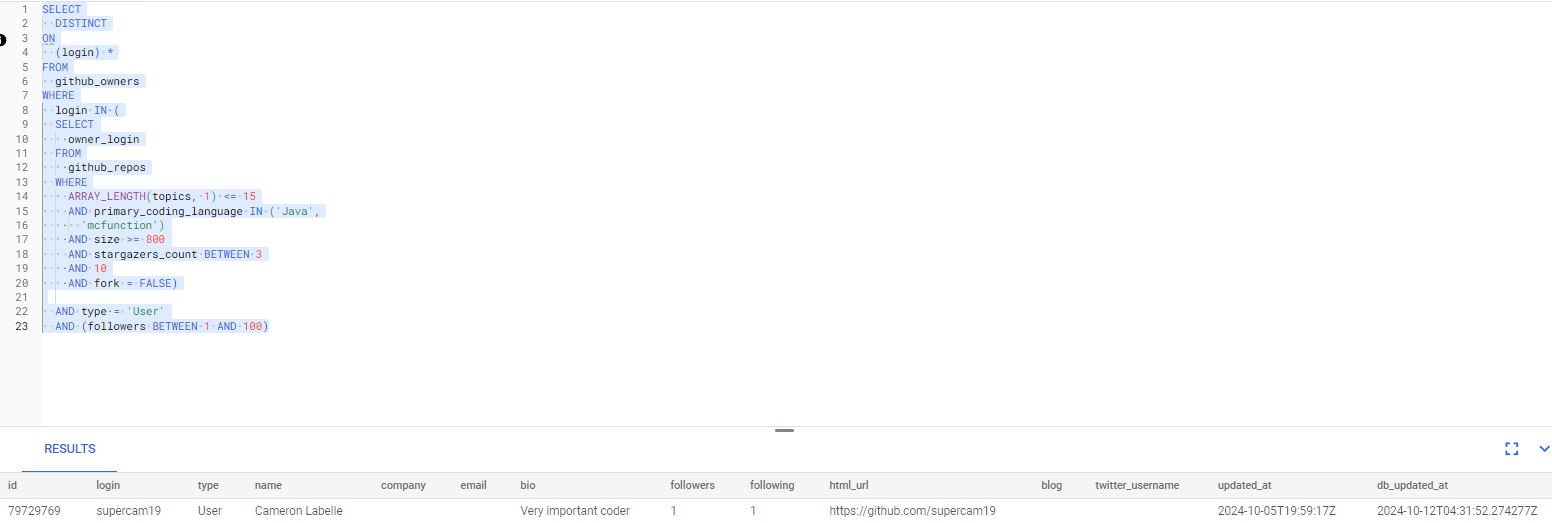 1 SELECT
2 DISTINCT
3 ON
4 (login) *
5 FROM
6 github_owners
7 WHERE
8 login IN (
9 SELECT
10 owner_login
11 FROM
12 github_repos
13 WHERE
14 ARRAY_LENGTH(topics, 1) <= 15
15 AND primary_coding_language IN ('Java',
16 'mcfunction')
17 AND size >= 800
18 AND stargazers_count BETWEEN 3
19 AND 10
20 AND fork = FALSE)
21
22 AND type = 'User'
23 AND (followers BETWEEN 1 AND 100)
RESULTS
id login type name company email bio followers following html_url blog twitter_username updated_at db_updated_at
79729769 supercam19 User Cameron Labelle Very important coder 1 1 https://github.com/supercam19 2024-10-05T19:59:17Z 2024-10-12T04:31:52.274277Z